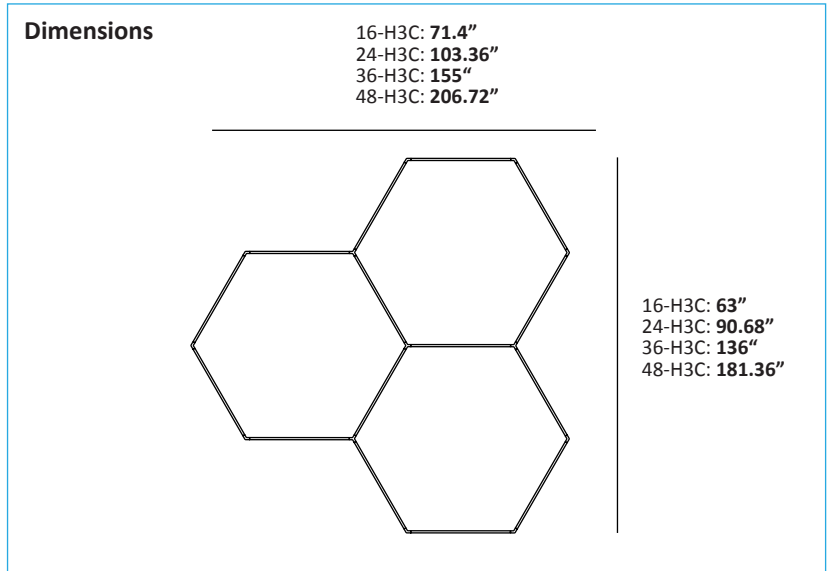 Dimensions
16-H3C: 71.4”
24-H3C: 103.36”
36-H3C: 155“
48-H3C: 206.72”
16-H3C: 63”
24-H3C: 90.68”
36-H3C: 136“
48-H3C: 181.36”